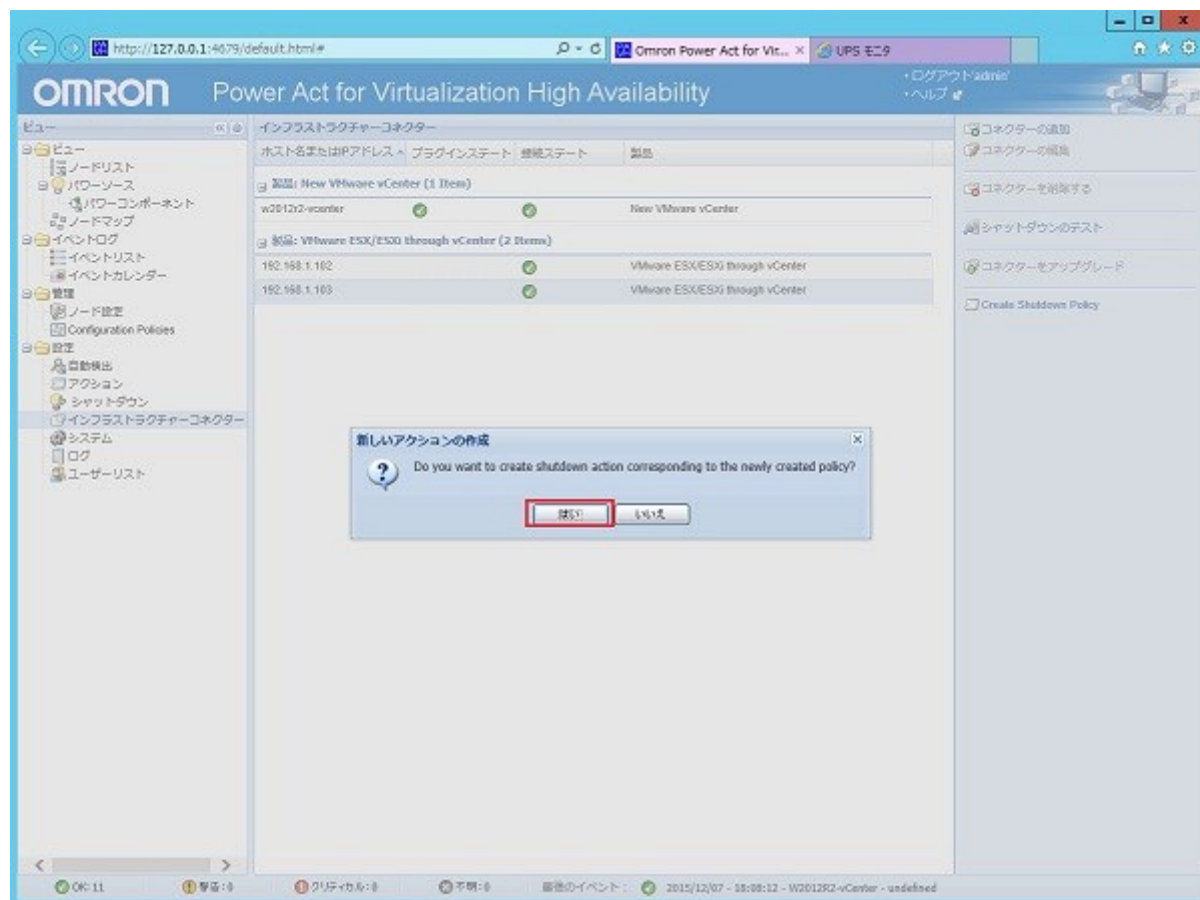 http://127.0.0.1:4679/default.html#
Omron Power Act for Vir... ×
UPS モニタ
OMRON
Power Act for Virtualization High Availability
・ログアウト'admin'
・ヘルプ
ビュー
インフラストラクチャーコネクター
ビュー
ノードリスト
パワーソース
パワーコンポーネント
ノードマップ
イベントログ
イベントリスト
イベントカレンダー
管理
ノード設定
Configuration Policies
設定
自動検出
アクション
シャットダウン
インフラストラクチャーコネクター
システム
ログ
ユーザーリスト
ホスト名またはIPアドレス プラグインステート 接続ステート 製品
製品: New VMware vCenter (1 Item)
w2012r2-vcenter New VMware vCenter
製品: VMware ESX/ESXi through vCenter (2 Items)
192.168.1.102 VMware ESX/ESXi through vCenter
192.168.1.103 VMware ESX/ESXi through vCenter
コネクターの追加
コネクターの編集
コネクターを削除する
シャットダウンのテスト
コネクターをアップグレード
Create Shutdown Policy
新しいアクションの作成
Do you want to create shutdown action corresponding to the newly created policy?
はい いいえ
OK: 11 警告: 0 クリティカル: 0 不明: 0 最後のイベント: 2015/12/07 - 18:08:12 - W2012R2-vCenter - undefined